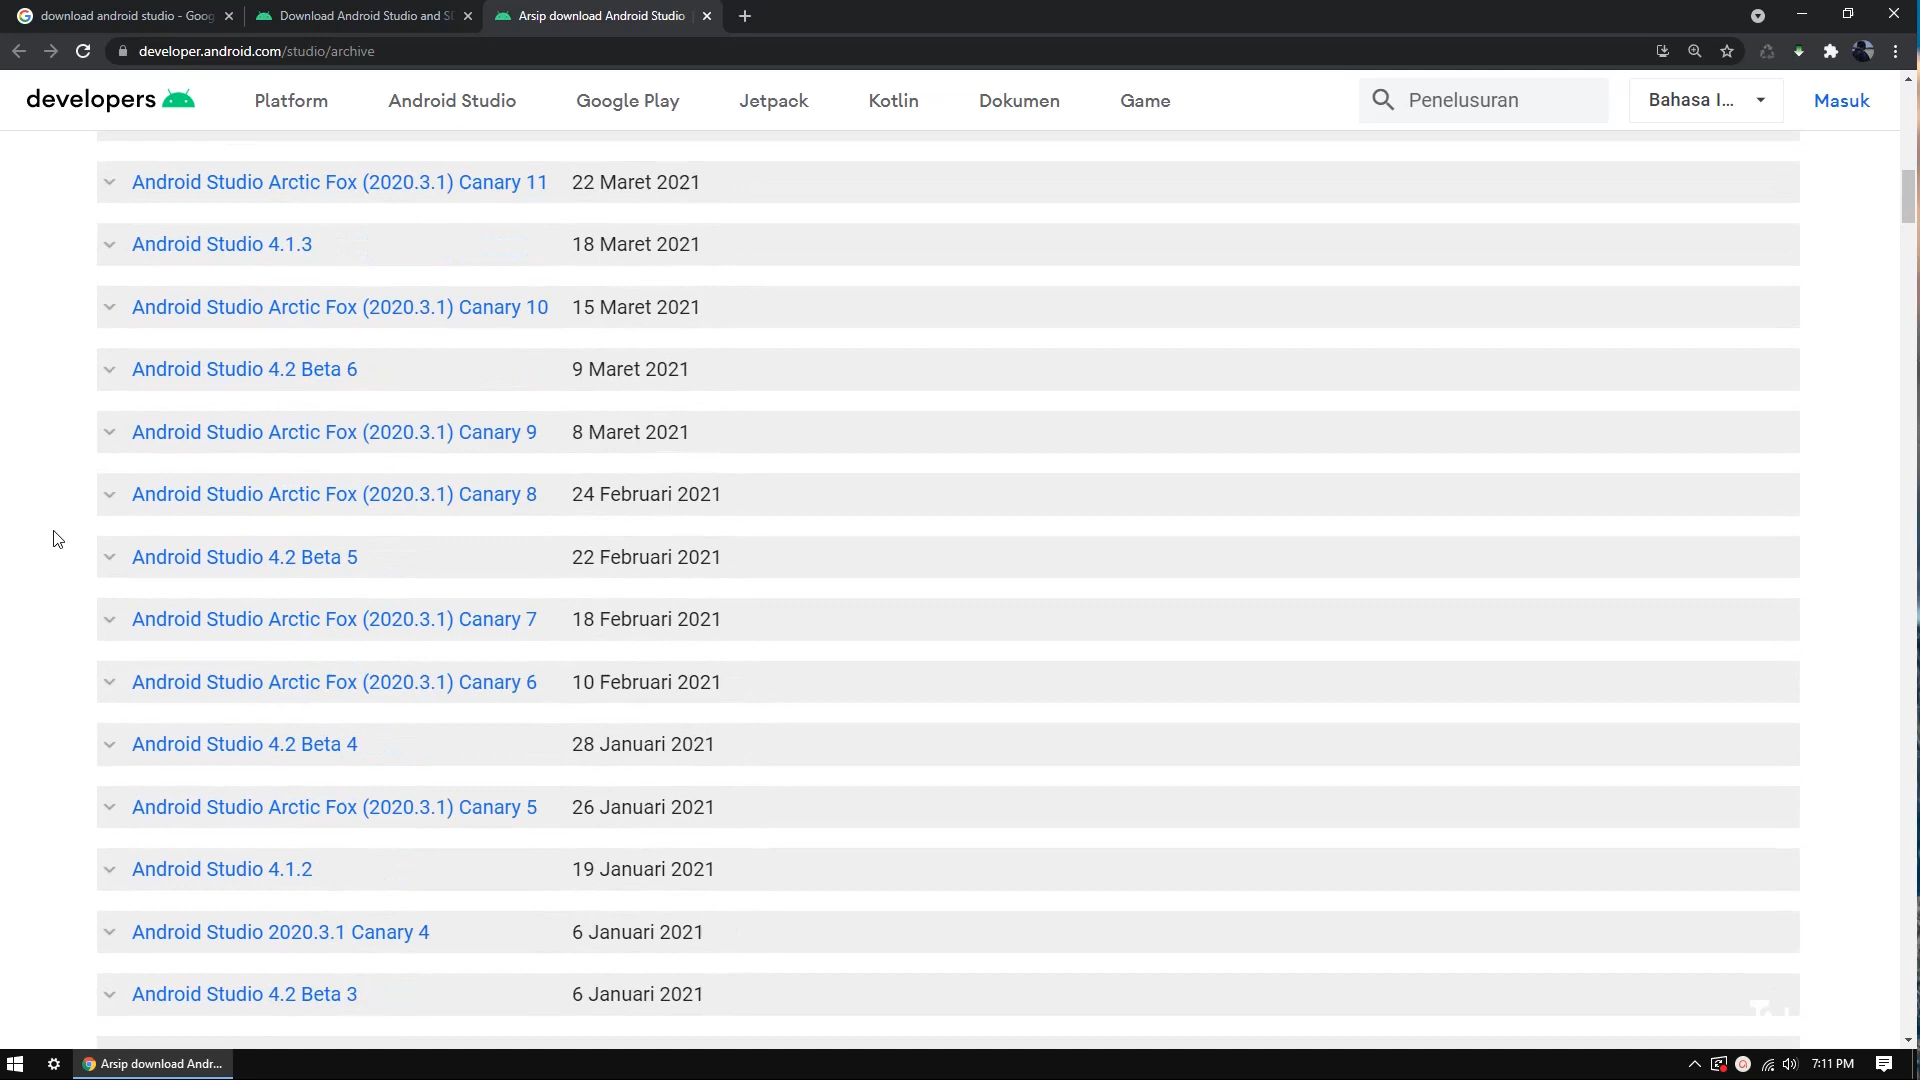 download android studio - Goog
Download Android Studio and S
Arsip download Android Studio
developer.android.com/studio/archive
developers
Platform
Android Studio
Google Play
Jetpack
Kotlin
Dokumen
Game
Penelusuran
Bahasa I...
Masuk
Android Studio Arctic Fox (2020.3.1) Canary 11 22 Maret 2021
Android Studio 4.1.3 18 Maret 2021
Android Studio Arctic Fox (2020.3.1) Canary 10 15 Maret 2021
Android Studio 4.2 Beta 6 9 Maret 2021
Android Studio Arctic Fox (2020.3.1) Canary 9 8 Maret 2021
Android Studio Arctic Fox (2020.3.1) Canary 8 24 Februari 2021
Android Studio 4.2 Beta 5 22 Februari 2021
Android Studio Arctic Fox (2020.3.1) Canary 7 18 Februari 2021
Android Studio Arctic Fox (2020.3.1) Canary 6 10 Februari 2021
Android Studio 4.2 Beta 4 28 Januari 2021
Android Studio Arctic Fox (2020.3.1) Canary 5 26 Januari 2021
Android Studio 4.1.2 19 Januari 2021
Android Studio 2020.3.1 Canary 4 6 Januari 2021
Android Studio 4.2 Beta 3 6 Januari 2021
Arsip download Andr...
7:11 PM